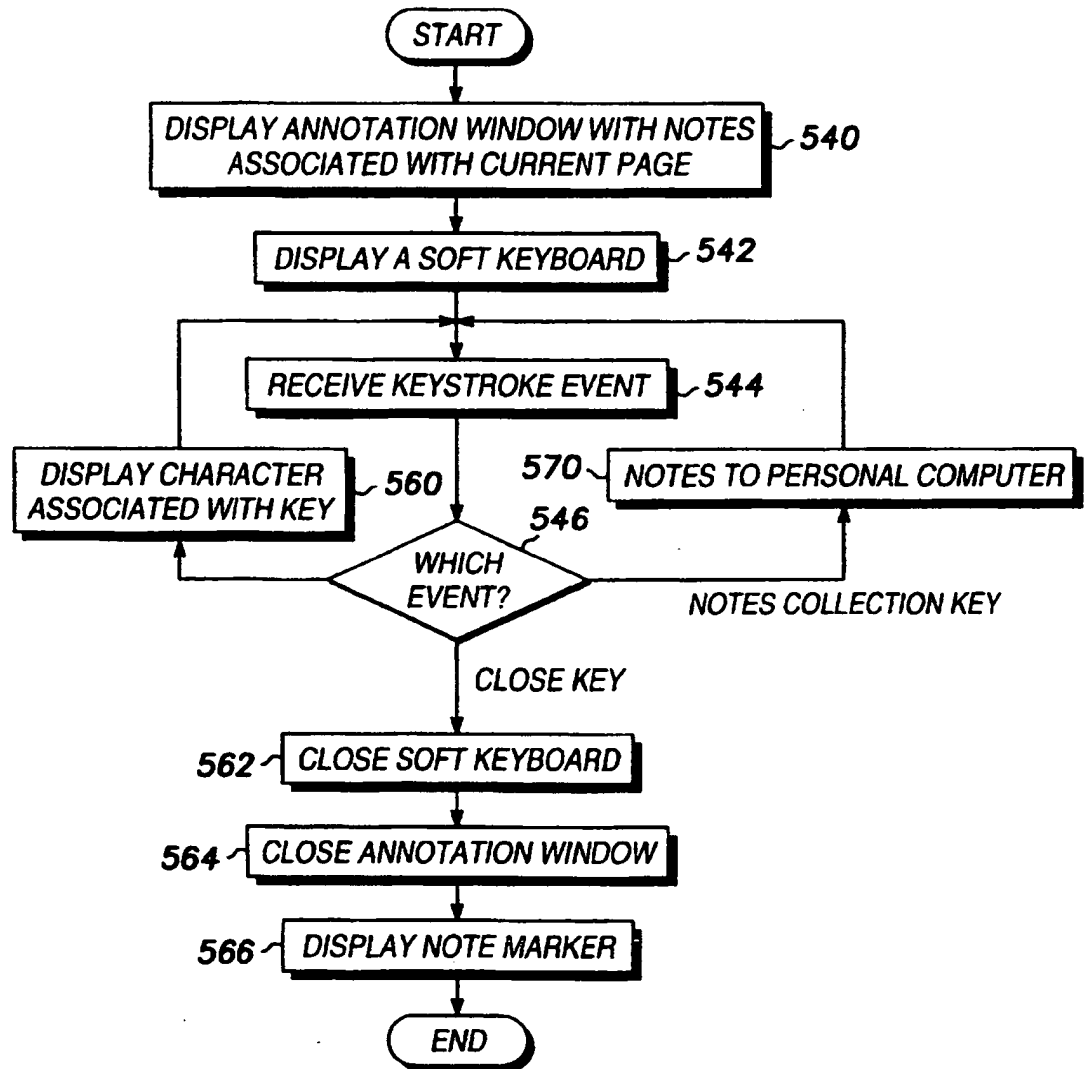 START
DISPLAY ANNOTATION WINDOW WITH NOTES
ASSOCIATED WITH CURRENT PAGE
540
DISPLAY A SOFT KEYBOARD
542
RECEIVE KEYSTROKE EVENT
544
DISPLAY CHARACTER
ASSOCIATED WITH KEY
560
570
NOTES TO PERSONAL COMPUTER
546
WHICH
EVENT?
NOTES COLLECTION KEY
CLOSE KEY
562
CLOSE SOFT KEYBOARD
564
CLOSE ANNOTATION WINDOW
566
DISPLAY NOTE MARKER
END